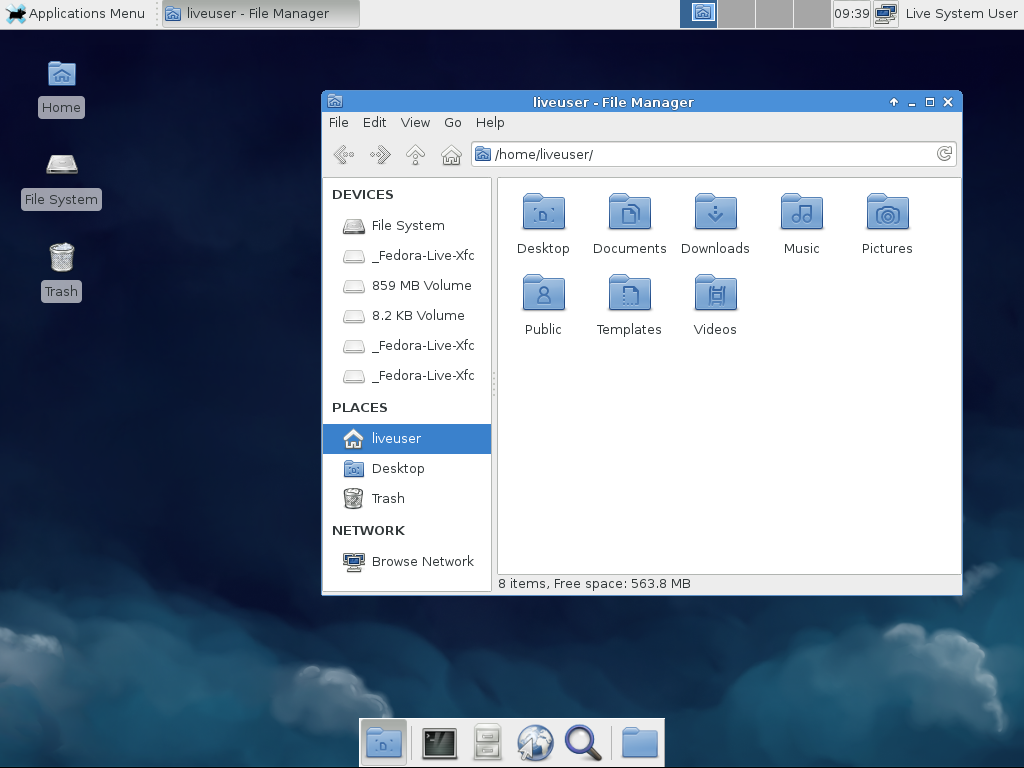 Applications Menu
liveuser - File Manager
09:39
Live System User
Home
File System
Trash
liveuser - File Manager
File Edit View Go Help
/home/liveuser/
DEVICES
File System
_Fedora-Live-Xfc
859 MB Volume
8.2 KB Volume
_Fedora-Live-Xfc
_Fedora-Live-Xfc
PLACES
liveuser
Desktop
Trash
NETWORK
Browse Network
Desktop Documents Downloads Music Pictures
Public Templates Videos
8 items, Free space: 563.8 MB